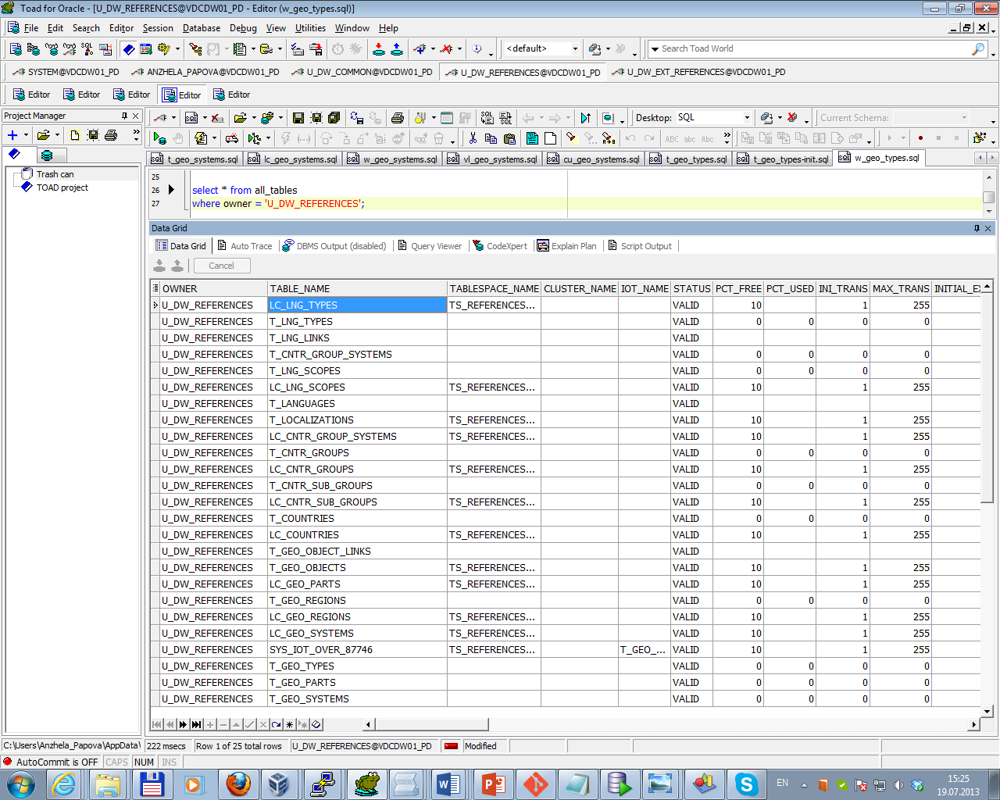 Toad for Oracle - [U_DW_REFERENCES@VDCDW01_PD - Editor (w_geo_types.sql)]
File Edit Search Editor Session Database Debug View Utilities Window Help
<default> Search Toad World
SYSTEM@VDCDW01_PD ANZHELA_PAPOVA@VDCDW01_PD U_DW_COMMON@VDCDW01_PD U_DW_REFERENCES@VDCDW01_PD U_DW_EXT_REFERENCES@VDCDW01_PD
Editor Editor Editor Editor Editor
Project Manager
Desktop: SQL Current Schema:
Trash can
TOAD project
t_geo_systems.sql lc_geo_systems.sql w_geo_systems.sql vl_geo_systems.sql cu_geo_systems.sql t_geo_types.sql t_geo_types-init.sql w_geo_types.sql
25
26 select * from all_tables
27 where owner = 'U_DW_REFERENCES';
Data Grid
Data Grid Auto Trace DBMS Output (disabled) Query Viewer CodeXpert Explain Plan Script Output
Cancel
OWNER TABLE_NAME TABLESPACE_NAME CLUSTER_NAME IOT_NAME STATUS PCT_FREE PCT_USED INI_TRANS MAX_TRANS INITIAL_EX
U_DW_REFERENCES LC_LNG_TYPES TS_REFERENCES... VALID 10 1 255
U_DW_REFERENCES T_LNG_TYPES VALID 0 0 0 0
U_DW_REFERENCES T_LNG_LINKS VALID
U_DW_REFERENCES T_CNTR_GROUP_SYSTEMS VALID 0 0 0 0
U_DW_REFERENCES T_LNG_SCOPES VALID 0 0 0 0
U_DW_REFERENCES LC_LNG_SCOPES TS_REFERENCES... VALID 10 1 255
U_DW_REFERENCES T_LANGUAGES VALID
U_DW_REFERENCES T_LOCALIZATIONS TS_REFERENCES... VALID 10 1 255
U_DW_REFERENCES LC_CNTR_GROUP_SYSTEMS TS_REFERENCES... VALID 10 1 255
U_DW_REFERENCES T_CNTR_GROUPS VALID 0 0 0 0
U_DW_REFERENCES LC_CNTR_GROUPS TS_REFERENCES... VALID 10 1 255
U_DW_REFERENCES T_CNTR_SUB_GROUPS VALID 0 0 0 0
U_DW_REFERENCES LC_CNTR_SUB_GROUPS TS_REFERENCES... VALID 10 1 255
U_DW_REFERENCES T_COUNTRIES VALID 0 0 0 0
U_DW_REFERENCES LC_COUNTRIES TS_REFERENCES... VALID 10 1 255
U_DW_REFERENCES T_GEO_OBJECT_LINKS VALID
U_DW_REFERENCES T_GEO_OBJECTS TS_REFERENCES... VALID 10 1 255
U_DW_REFERENCES LC_GEO_PARTS TS_REFERENCES... VALID 10 1 255
U_DW_REFERENCES T_GEO_REGIONS VALID 0 0 0 0
U_DW_REFERENCES LC_GEO_REGIONS TS_REFERENCES... VALID 10 1 255
U_DW_REFERENCES LC_GEO_SYSTEMS TS_REFERENCES... VALID 10 1 255
U_DW_REFERENCES SYS_IOT_OVER_87746 TS_REFERENCES... T_GEO_... VALID 10 1 255
U_DW_REFERENCES T_GEO_TYPES VALID 0 0 0 0
U_DW_REFERENCES T_GEO_PARTS VALID 0 0 0 0
U_DW_REFERENCES T_GEO_SYSTEMS VALID 0 0 0 0
C:\Users\Anzhela_Papova\AppData\ 222 msecs Row 1 of 25 total rows U_DW_REFERENCES@VDCDW01_PD Modified
AutoCommit is OFF CAPS NUM INS
EN 15:25
19.07.2013